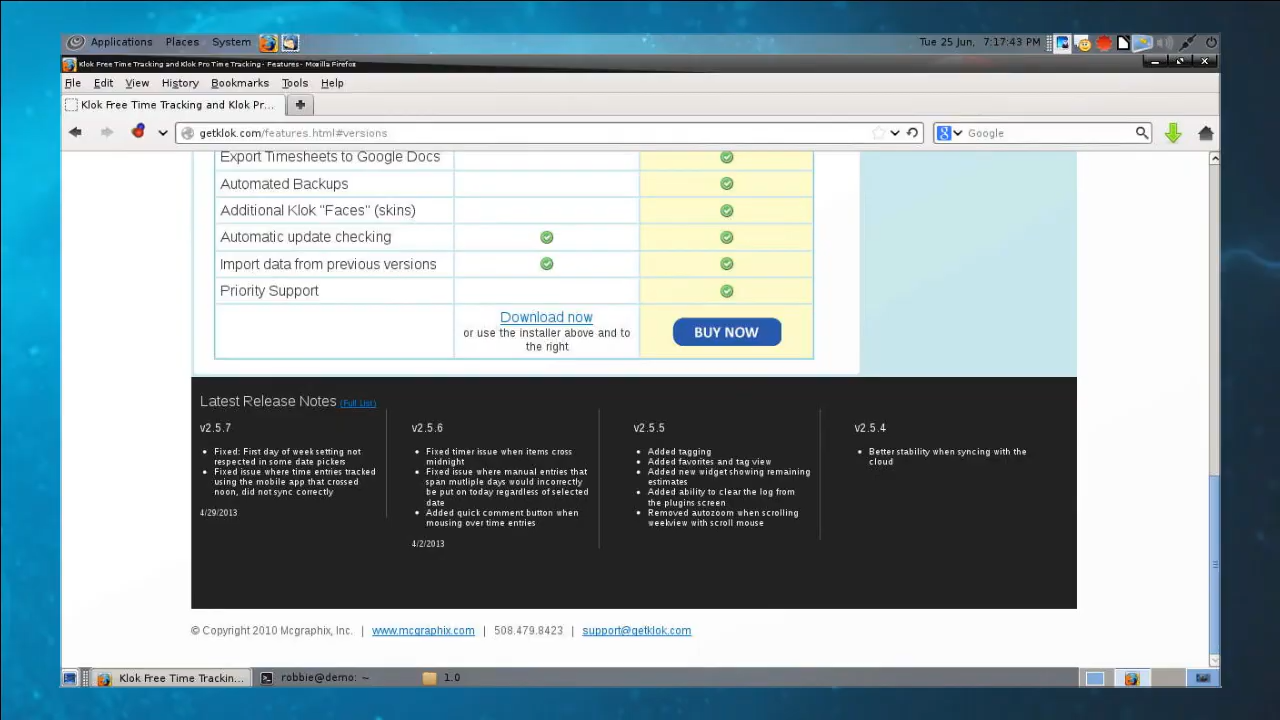 Applications Places System Tue 25 Jun, 7:17:43 PM
Klok Free Time Tracking and Klok Pro Time Tracking - Features - Mozilla Firefox
File Edit View History Bookmarks Tools Help
Klok Free Time Tracking and Klok Pr...
getklok.com/features.html#versions Google
Export Timesheets to Google Docs
Automated Backups
Additional Klok "Faces" (skins)
Automatic update checking
Import data from previous versions
Priority Support
Download now
or use the installer above and to
the right
BUY NOW
Latest Release Notes (Full List)
v2.5.7
Fixed: First day of week setting not
respected in some date pickers
Fixed issue where time entries tracked
using the mobile app that crossed
noon, did not sync correctly
4/29/2013
v2.5.6
Fixed timer issue when items cross
midnight
Fixed issue where manual entries that
span mutliple days would incorrectly
be put on today regardless of selected
date
Added quick comment button when
mousing over time entries
4/2/2013
v2.5.5
Added tagging
Added favorites and tag view
Added new widget showing remaining
estimates
Added ability to clear the log from
the plugins screen
Removed autozoom when scrolling
weekview with scroll mouse
v2.5.4
Better stability when syncing with the
cloud
© Copyright 2010 Mcgraphix, Inc. | www.mcgraphix.com | 508.479.8423 | support@getklok.com
Klok Free Time Trackin... robbie@demo: ~ 1.0